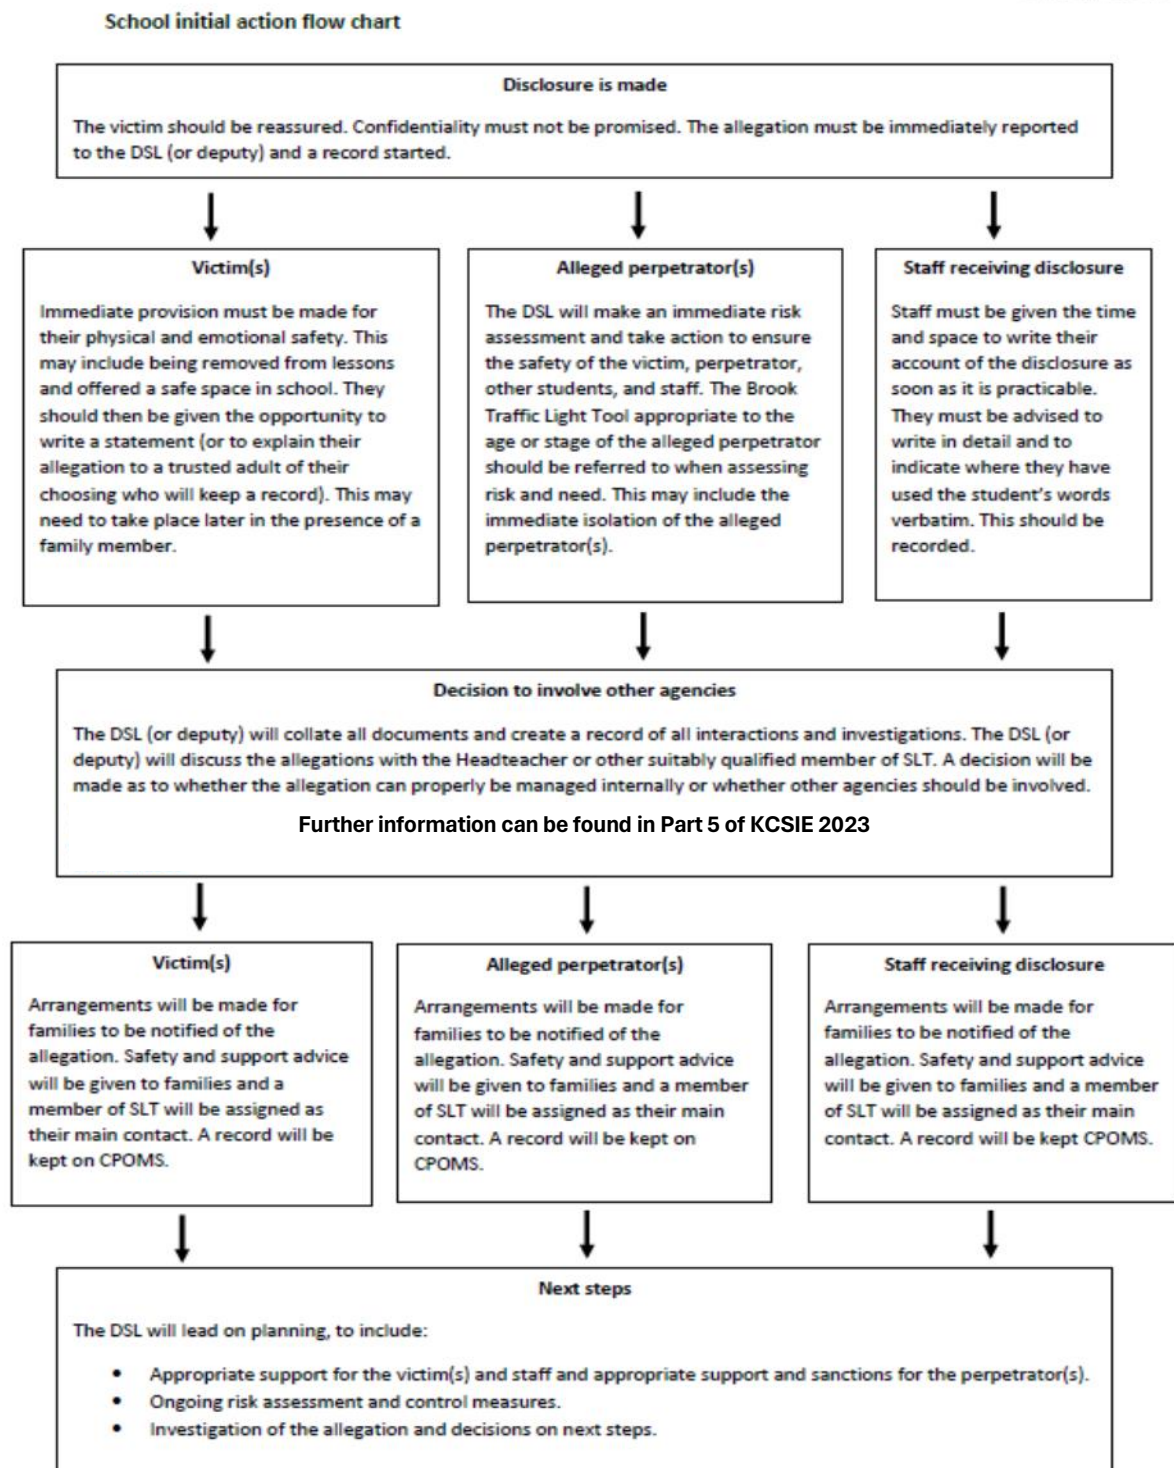 School initial action flow chart
Disclosure is made
The victim should be reassured. Confidentiality must not be promised. The allegation must be immediately reported
to the DSL (or deputy) and a record started.
Victim(s)
Immediate provision must be made for
their physical and emotional safety. This
may include being removed from lessons
and offered a safe space in school. They
should then be given the opportunity to
write a statement (or to explain their
allegation to a trusted adult of their
choosing who will keep a record). This may
need to take place later in the presence of a
family member.
Alleged perpetrator(s)
The DSL will make an immediate risk
assessment and take action to ensure
the safety of the victim, perpetrator,
other students, and staff. The Brook
Traffic Light Tool appropriate to the
age or stage of the alleged perpetrator
should be referred to when assessing
risk and need. This may include the
immediate isolation of the alleged
perpetrator(s).
Staff receiving disclosure
Staff must be given the time
and space to write their
account of the disclosure as
soon as it is practicable.
They must be advised to
write in detail and to
indicate where they have
used the student's words
verbatim. This should be
recorded.
Decision to involve other agencies
The DSL (or deputy) will collate all documents and create a record of all interactions and investigations. The DSL (or
deputy) will discuss the allegations with the Headteacher or other suitably qualified member of SLT. A decision will be
made as to whether the allegation can properly be managed internally or whether other agencies should be involved.
Further information can be found in Part 5 of KCSIE 2023
Victim(s)
Arrangements will be made for
families to be notified of the
allegation. Safety and support advice
will be given to families and a
member of SLT will be assigned as
their main contact. A record will be
kept on CPOMS.
Alleged perpetrator(s)
Arrangements will be made for
families to be notified of the
allegation. Safety and support advice
will be given to families and a member
of SLT will be assigned as their main
contact. A record will be kept on
CPOMS.
Staff receiving disclosure
Arrangements will be made for
families to be notified of the
allegation. Safety and support advice
will be given to families and a member
of SLT will be assigned as their main
contact. A record will be kept CPOMS.
Next steps
The DSL will lead on planning, to include:
• Appropriate support for the victim(s) and staff and appropriate support and sanctions for the perpetrator(s).
• Ongoing risk assessment and control measures.
• Investigation of the allegation and decisions on next steps.